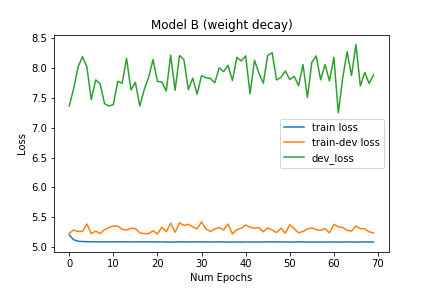 Model B (weight decay)
8.5
8.0
7.5
7.0
6.5
6.0
5.5
5.0
Loss
train loss
train-dev loss
dev_loss
0
10
20
30
40
50
60
70
Num Epochs